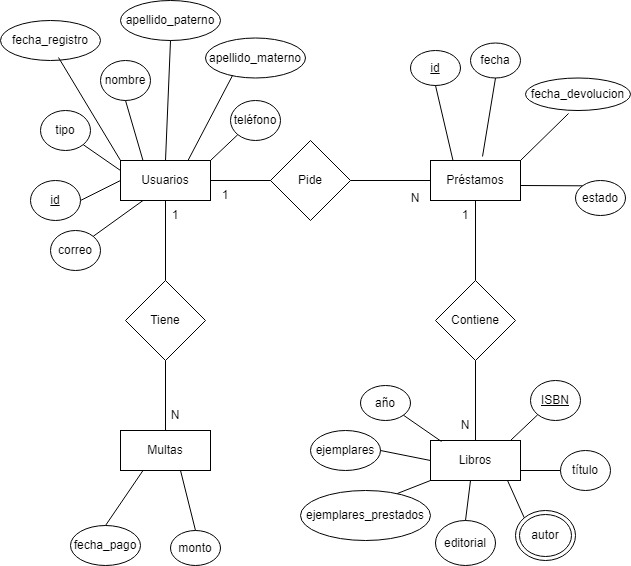 apellido_paterno
fecha_registro
apellido_materno
nombre
id
fecha
fecha_devolucion
tipo
teléfono
Usuarios
1
Pide
N
Préstamos
id
1
1
estado
correo
Tiene
Contiene
año
ISBN
N
N
Multas
ejemplares
Libros
título
ejemplares_prestados
fecha_pago
monto
editorial
autor